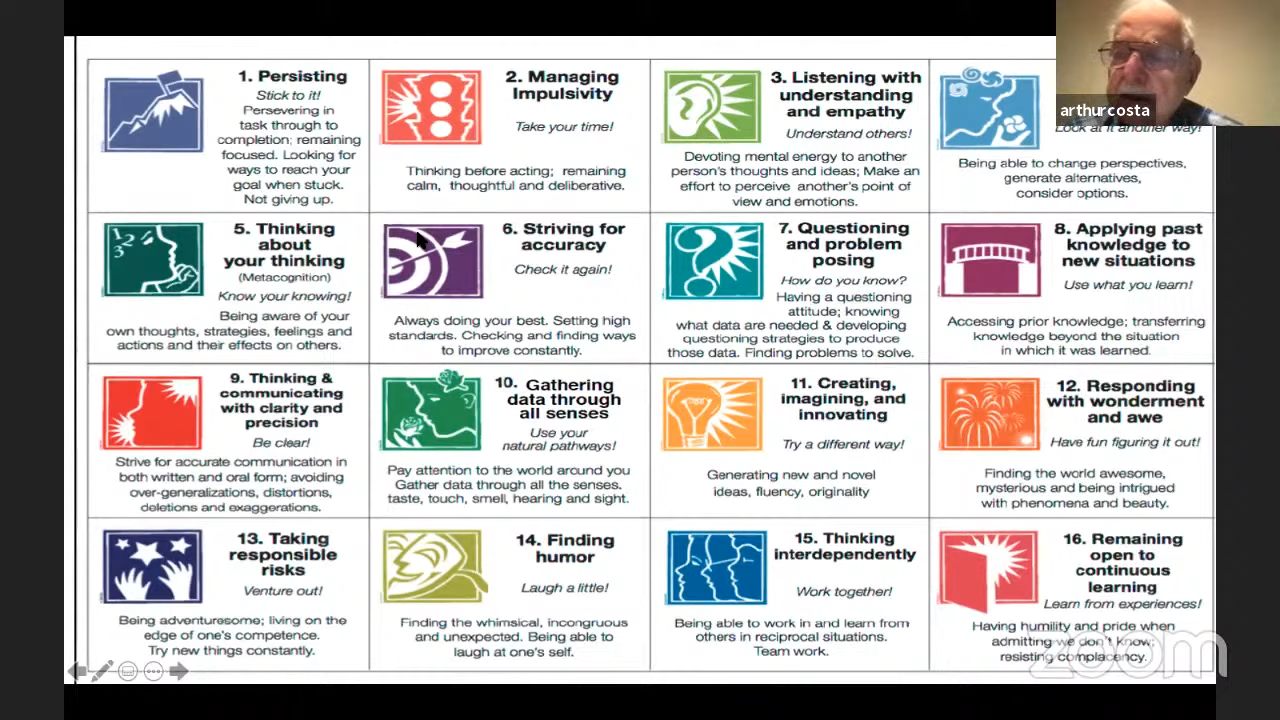 arthurcosta
1. Persisting
Stick to it!
Persevering in
task through to
completion; remaining
focused. Looking for
ways to reach your
goal when stuck.
Not giving up.
2. Managing
Impulsivity
Take your time!
Thinking before acting; remaining
calm, thoughtful and deliberative.
3. Listening with
understanding
and empathy
Understand others!
Devoting mental energy to another
person's thoughts and ideas; Make an
effort to perceive another's point of
view and emotions.
Look at it another way!
Being able to change perspectives,
generate alternatives,
consider options.
5. Thinking
about
your thinking
(Metacognition)
Know your knowing!
Being aware of your
own thoughts, strategies, feelings and
actions and their effects on others.
6. Striving for
accuracy
Check it again!
Always doing your best. Setting high
standards. Checking and finding ways
to improve constantly.
7. Questioning
and problem
posing
How do you know?
Having a questioning
attitude; knowing
what data are needed & developing
questioning strategies to produce
those data. Finding problems to solve.
8. Applying past
knowledge to
new situations
Use what you learn!
Accessing prior knowledge; transferring
knowledge beyond the situation
in which it was learned.
9. Thinking &
communicating
with clarity and
precision
Be clear!
Strive for accurate communication in
both written and oral form; avoiding
over-generalizations, distortions,
deletions and exaggerations.
10. Gathering
data through
all senses
Use your
natural pathways!
Pay attention to the world around you
Gather data through all the senses.
taste, touch, smell, hearing and sight.
11. Creating,
imagining, and
innovating
Try a different way!
Generating new and novel
ideas, fluency, originality
12. Responding
with wonderment
and awe
Have fun figuring it out!
Finding the world awesome,
mysterious and being intrigued
with phenomena and beauty.
13. Taking
responsible
risks
Venture out!
Being adventuresome; living on the
edge of one's competence.
Try new things constantly.
14. Finding
humor
Laugh a little!
Finding the whimsical, incongruous
and unexpected. Being able to
laugh at one's self.
15. Thinking
interdependently
Work together!
Being able to work in and learn from
others in reciprocal situations.
Team work.
16. Remaining
open to
continuous
learning
Learn from experiences!
Having humility and pride when
admitting we don't know;
resisting complacency.
zoom